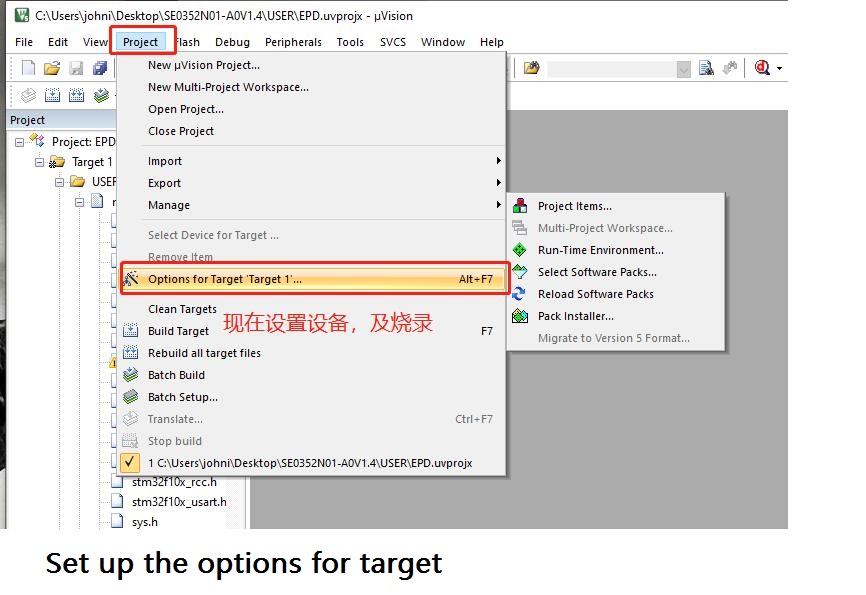 C:\Users\johni\Desktop\SE0352N01-A0V1.4\USER\EPD.uvprojx - µVision
File Edit View Project Flash Debug Peripherals Tools SVCS Window Help
Project
Project: EPD
Target 1
USER
New µVision Project...
New Multi-Project Workspace...
Open Project...
Close Project
Import
Export
Manage
Select Device for Target ...
Remove Item
Options for Target 'Target 1'... Alt+F7
Clean Targets
现在设置设备，及烧录
Build Target F7
Rebuild all target files
Batch Build
Batch Setup...
Translate... Ctrl+F7
Stop build
1 C:\Users\johni\Desktop\SE0352N01-A0V1.4\USER\EPD.uvprojx
Project Items...
Multi-Project Workspace...
Run-Time Environment...
Select Software Packs...
Reload Software Packs
Pack Installer...
Migrate to Version 5 Format...
stm32f10x_rcc.h
stm32f10x_usart.h
sys.h
Set up the options for target